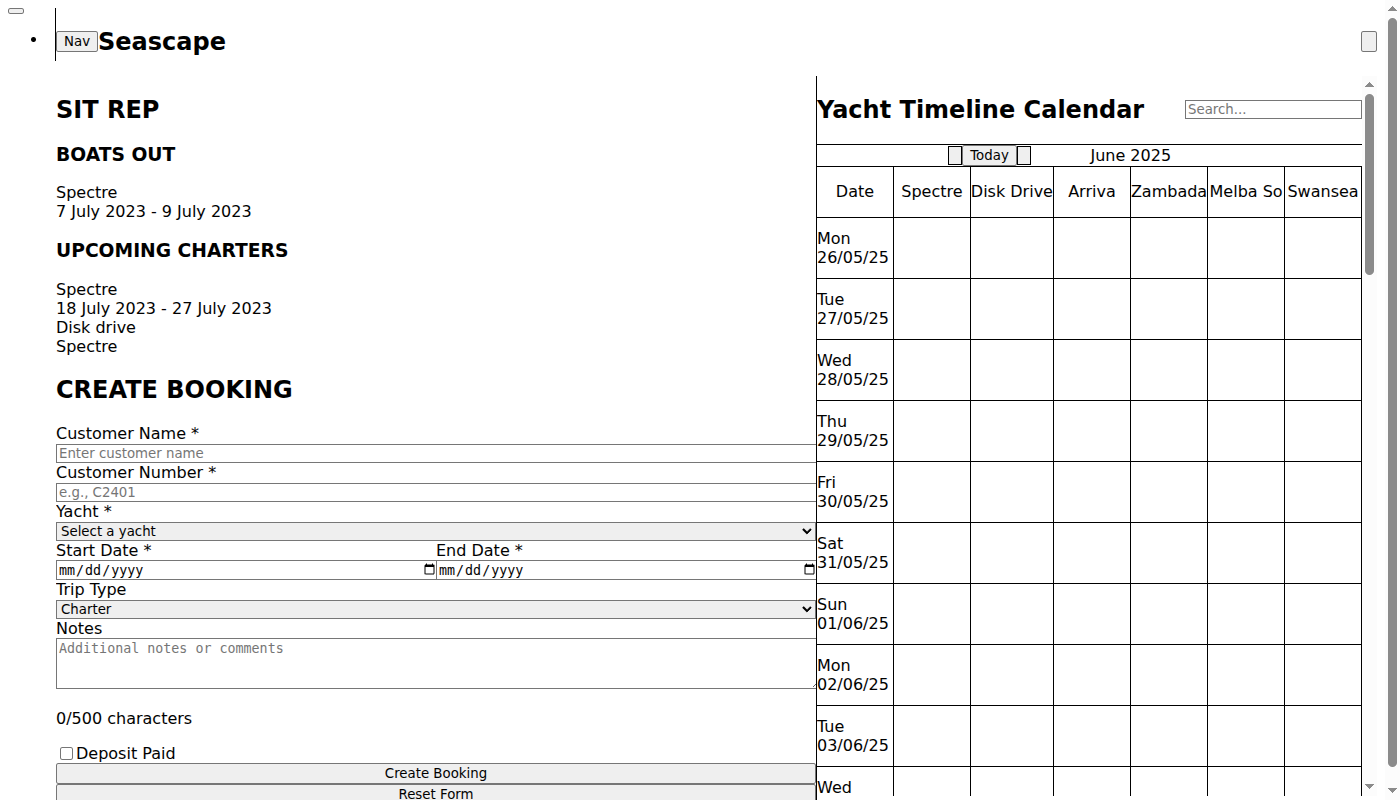 Nav Seascape
SIT REP
BOATS OUT
Spectre
7 July 2023 - 9 July 2023
UPCOMING CHARTERS
Spectre
18 July 2023 - 27 July 2023
Disk drive
Spectre
CREATE BOOKING
Customer Name *
Enter customer name
Customer Number *
e.g., C2401
Yacht *
Select a yacht
Start Date * End Date *
mm/dd/yyyy mm/dd/yyyy
Trip Type
Charter
Notes
Additional notes or comments
0/500 characters
Deposit Paid
Create Booking
Reset Form
Yacht Timeline Calendar Search...
Today June 2025
Date Spectre Disk Drive Arriva Zambada Melba So Swansea
Mon
26/05/25
Tue
27/05/25
Wed
28/05/25
Thu
29/05/25
Fri
30/05/25
Sat
31/05/25
Sun
01/06/25
Mon
02/06/25
Tue
03/06/25
Wed